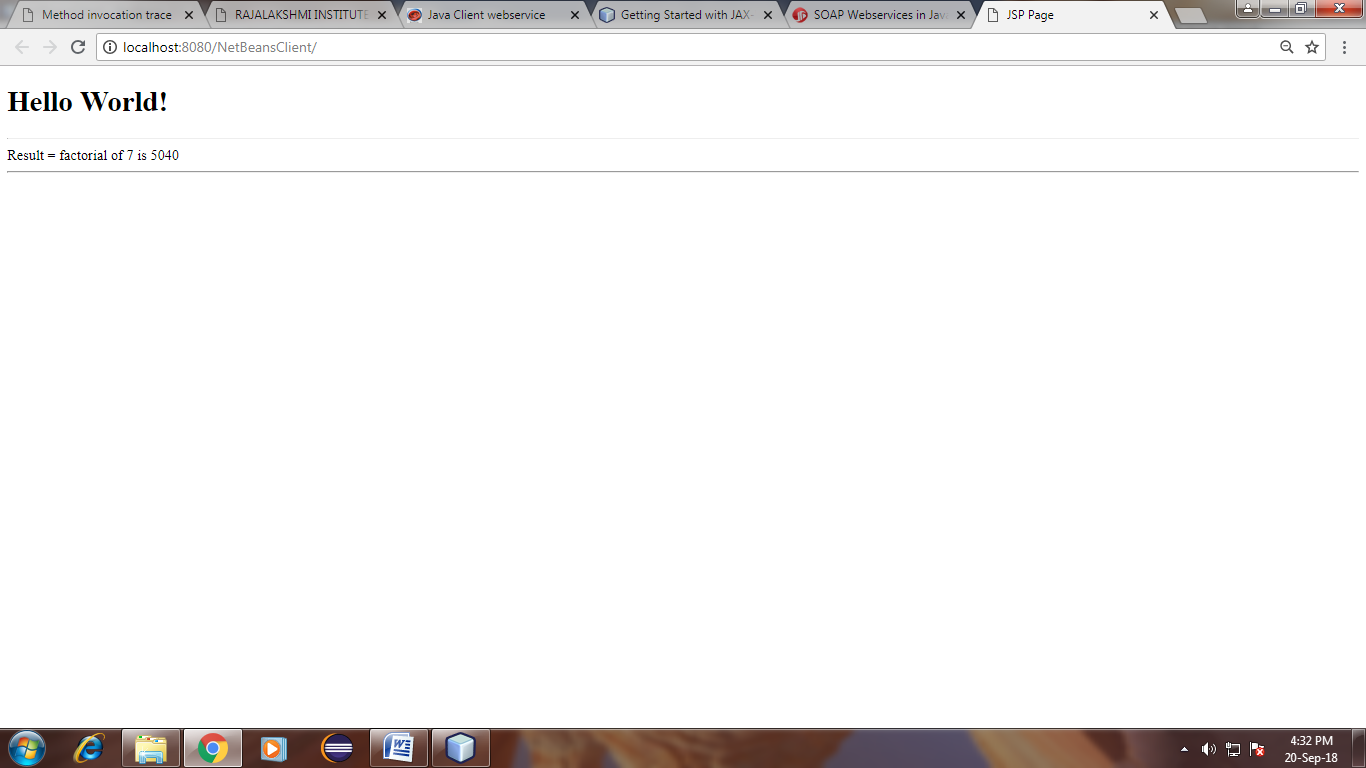 Method invocation trace
RAJALAKSHMI INSTITUTE
Java Client webservice
Getting Started with JAX-
SOAP Webservices in Java
JSP Page
localhost:8080/NetBeansClient/
Hello World!
Result = factorial of 7 is 5040
4:32 PM
20-Sep-18